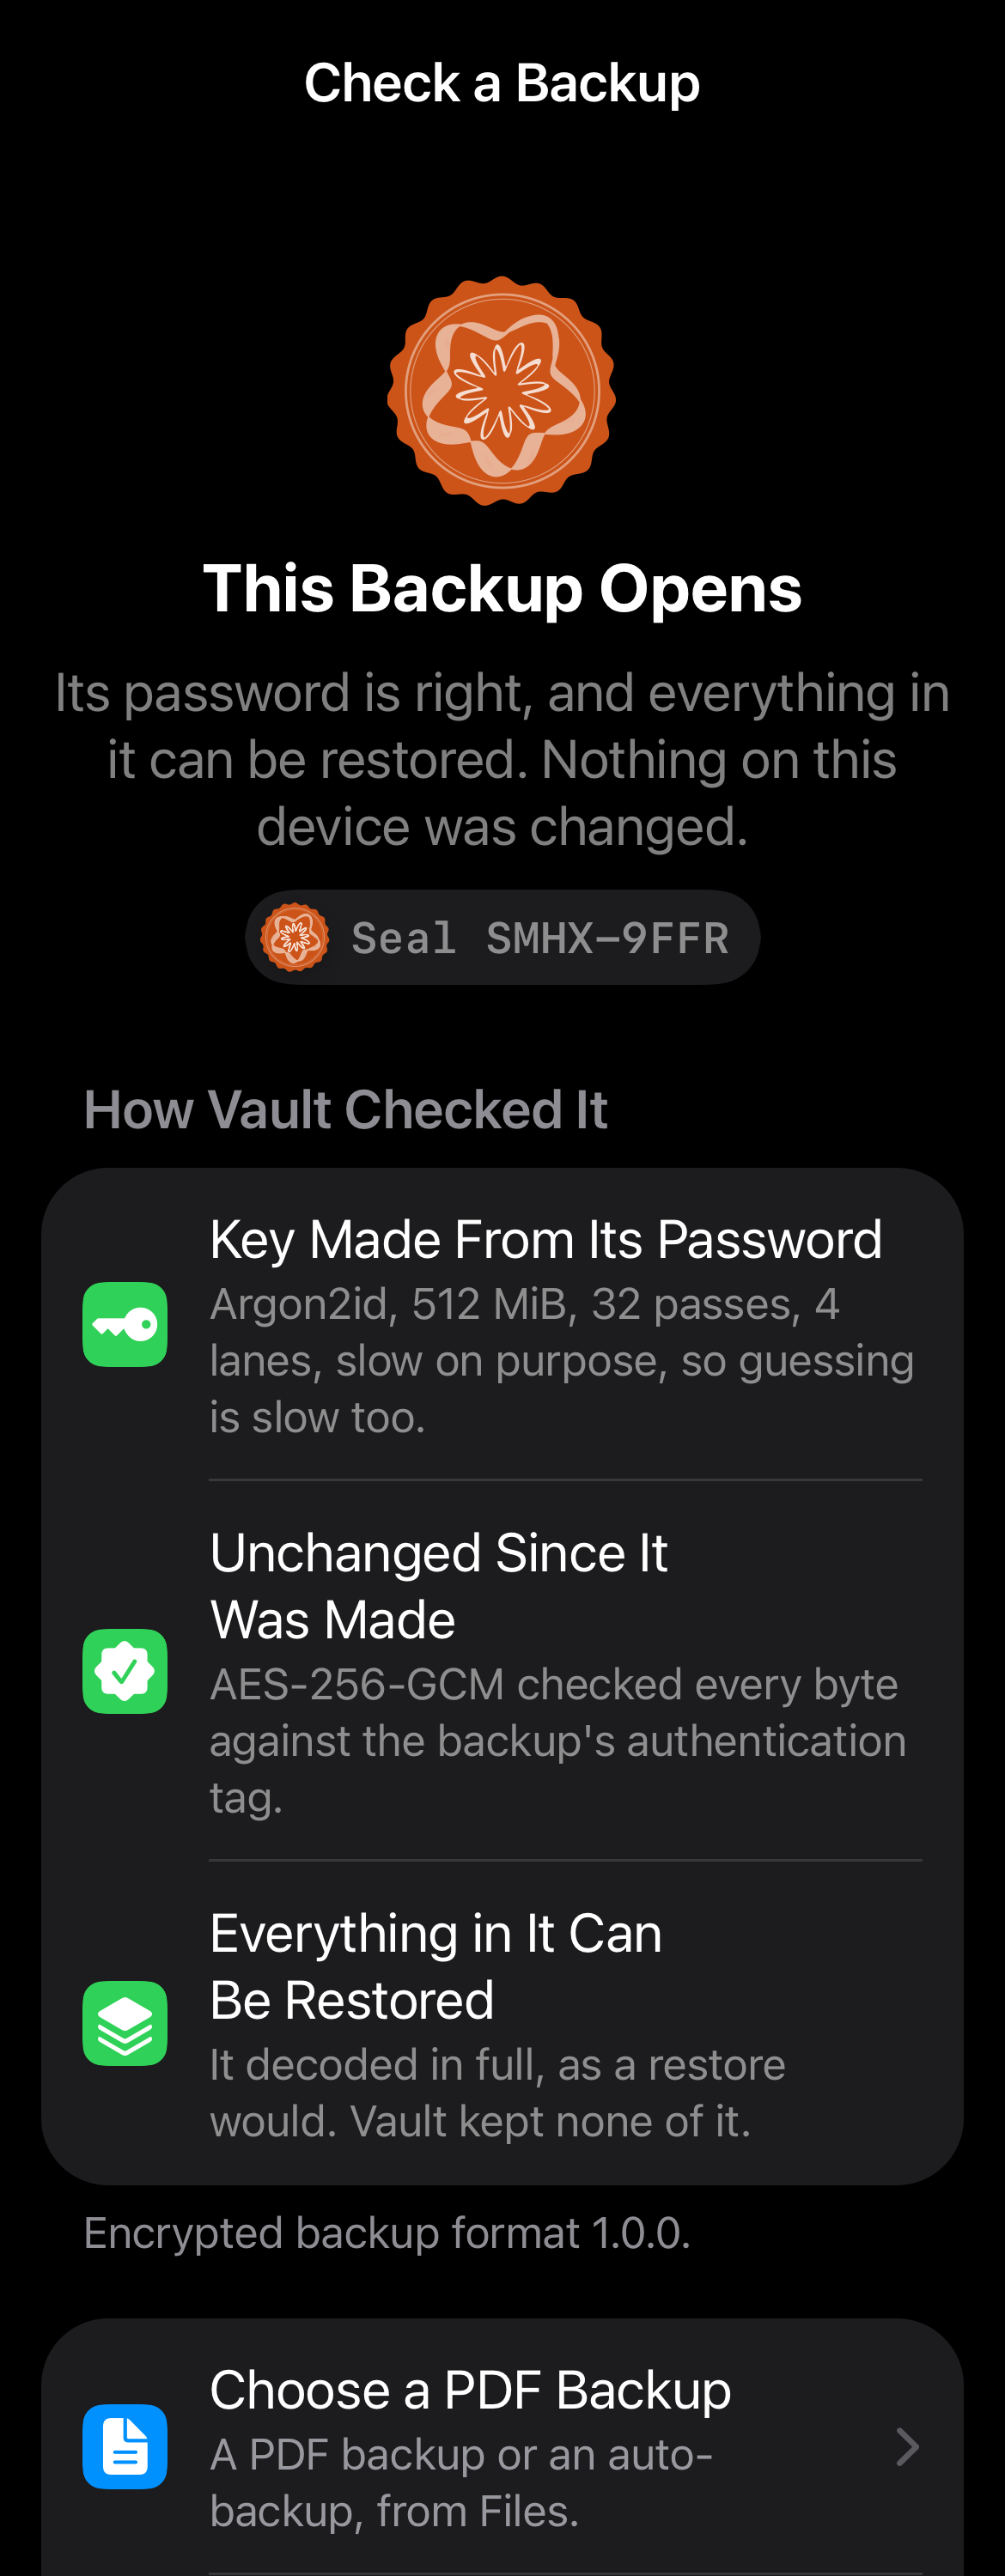 Check a Backup
This Backup Opens
Its password is right, and everything in
it can be restored. Nothing on this
device was changed.
Seal SMHX-9FFR
How Vault Checked It
Key Made From Its Password
Argon2id, 512 MiB, 32 passes, 4
lanes, slow on purpose, so guessing
is slow too.
Unchanged Since It
Was Made
AES-256-GCM checked every byte
against the backup's authentication
tag.
Everything in It Can
Be Restored
It decoded in full, as a restore
would. Vault kept none of it.
Encrypted backup format 1.0.0.
Choose a PDF Backup
A PDF backup or an auto-
backup, from Files.